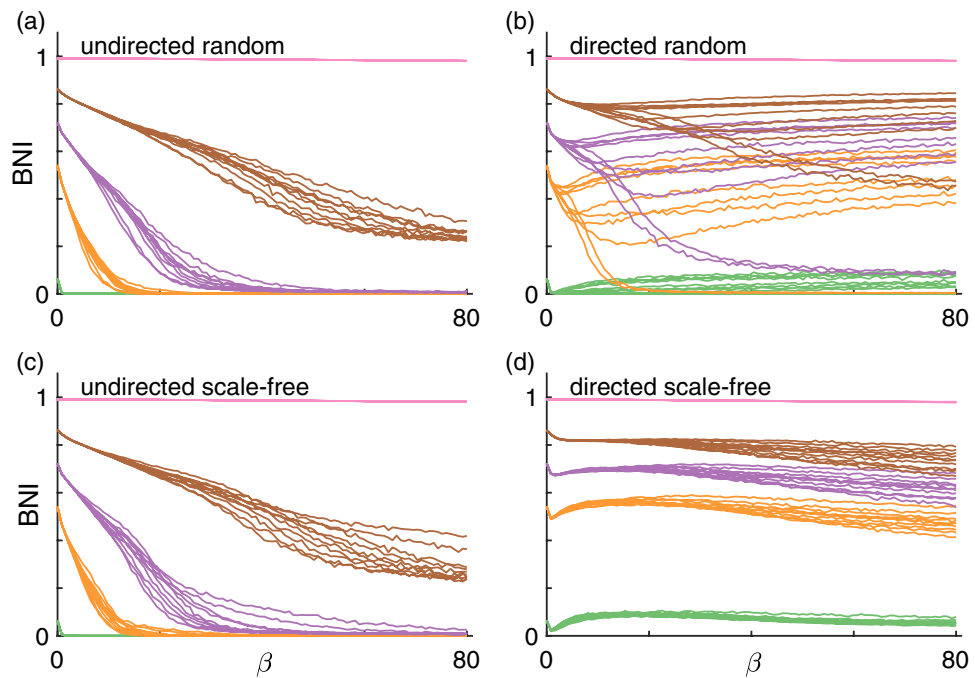 (a) undirected random
(b) directed random
1
BNI
0
0
80
1
0
0
80
(c) undirected scale-free
(d) directed scale-free
1
BNI
0
0
β
80
1
0
0
β
80